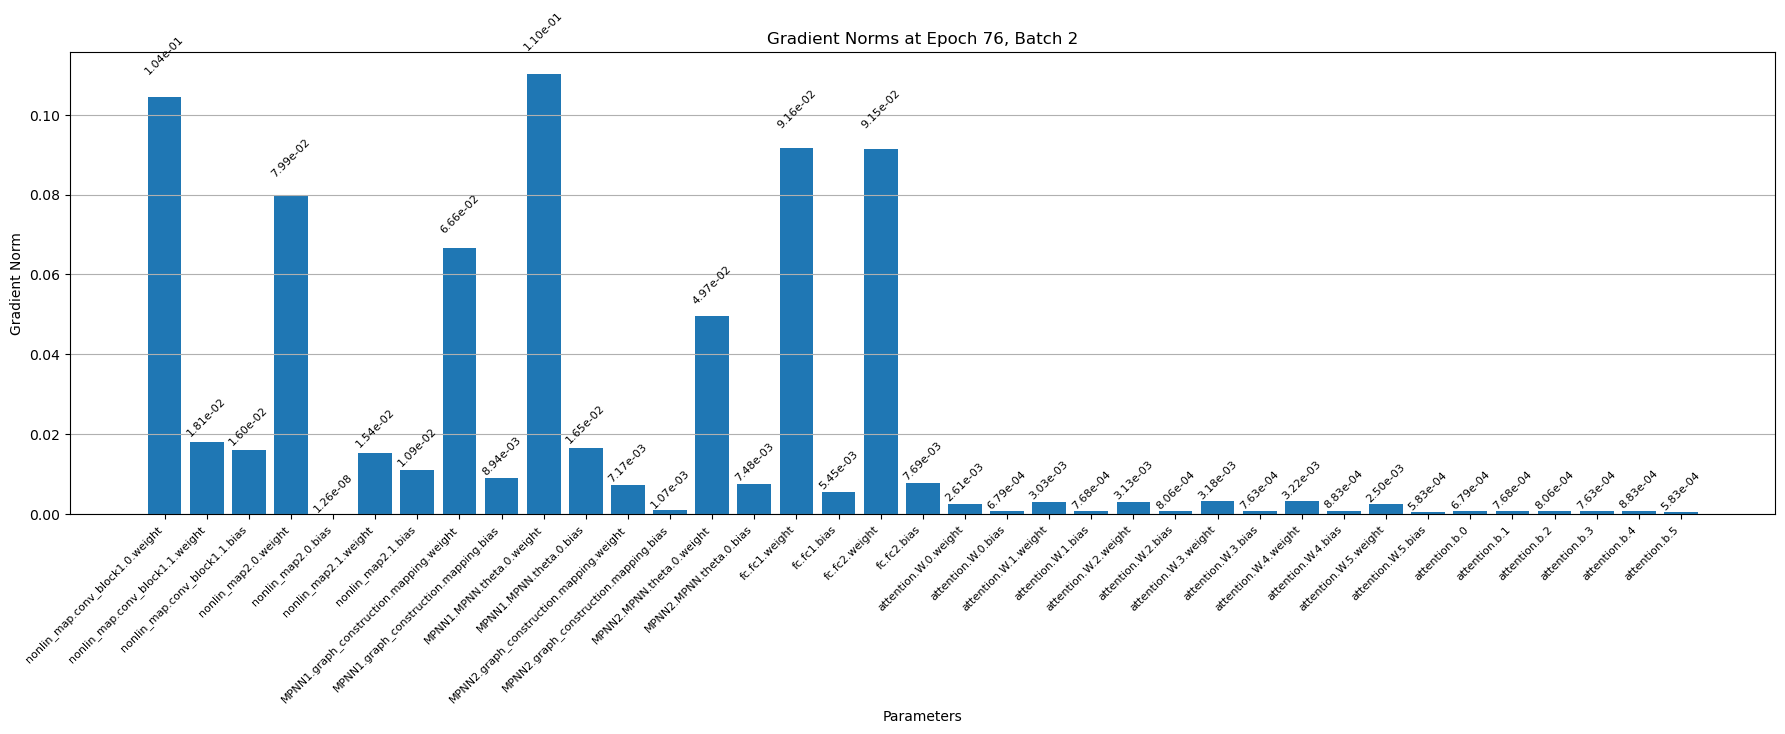 Gradient Norms at Epoch 76, Batch 2
Gradient Norm
0.10
0.08
0.06
0.04
0.02
0.00
1.04e-01
1.81e-02
1.60e-02
7.99e-02
1.26e-08
1.54e-02
1.09e-02
6.66e-02
8.94e-03
1.10e-01
1.65e-02
7.17e-03
1.07e-03
4.97e-02
7.48e-03
9.16e-02
5.45e-03
9.15e-02
7.69e-03
2.61e-03
6.79e-04
3.03e-03
7.68e-04
3.13e-03
8.06e-04
3.18e-03
7.63e-04
3.22e-03
8.83e-04
2.50e-03
5.83e-04
6.79e-04
7.68e-04
8.06e-04
7.63e-04
8.83e-04
5.83e-04
nonlin_map.conv_block1.0.weight
nonlin_map.conv_block1.1.weight
nonlin_map.conv_block1.1.bias
nonlin_map2.0.weight
nonlin_map2.0.bias
nonlin_map2.1.weight
nonlin_map2.1.bias
MPNN1.graph_construction.mapping.weight
MPNN1.graph_construction.mapping.bias
MPNN1.MPNN.theta.0.weight
MPNN1.MPNN.theta.0.bias
MPNN2.graph_construction.mapping.weight
MPNN2.graph_construction.mapping.bias
MPNN2.MPNN.theta.0.weight
MPNN2.MPNN.theta.0.bias
fc.fc1.weight
fc.fc1.bias
fc.fc2.weight
fc.fc2.bias
attention.W.0.weight
attention.W.0.bias
attention.W.1.weight
attention.W.1.bias
attention.W.2.weight
attention.W.2.bias
attention.W.3.weight
attention.W.3.bias
attention.W.4.weight
attention.W.4.bias
attention.W.5.weight
attention.W.5.bias
attention.b.0
attention.b.1
attention.b.2
attention.b.3
attention.b.4
attention.b.5
Parameters